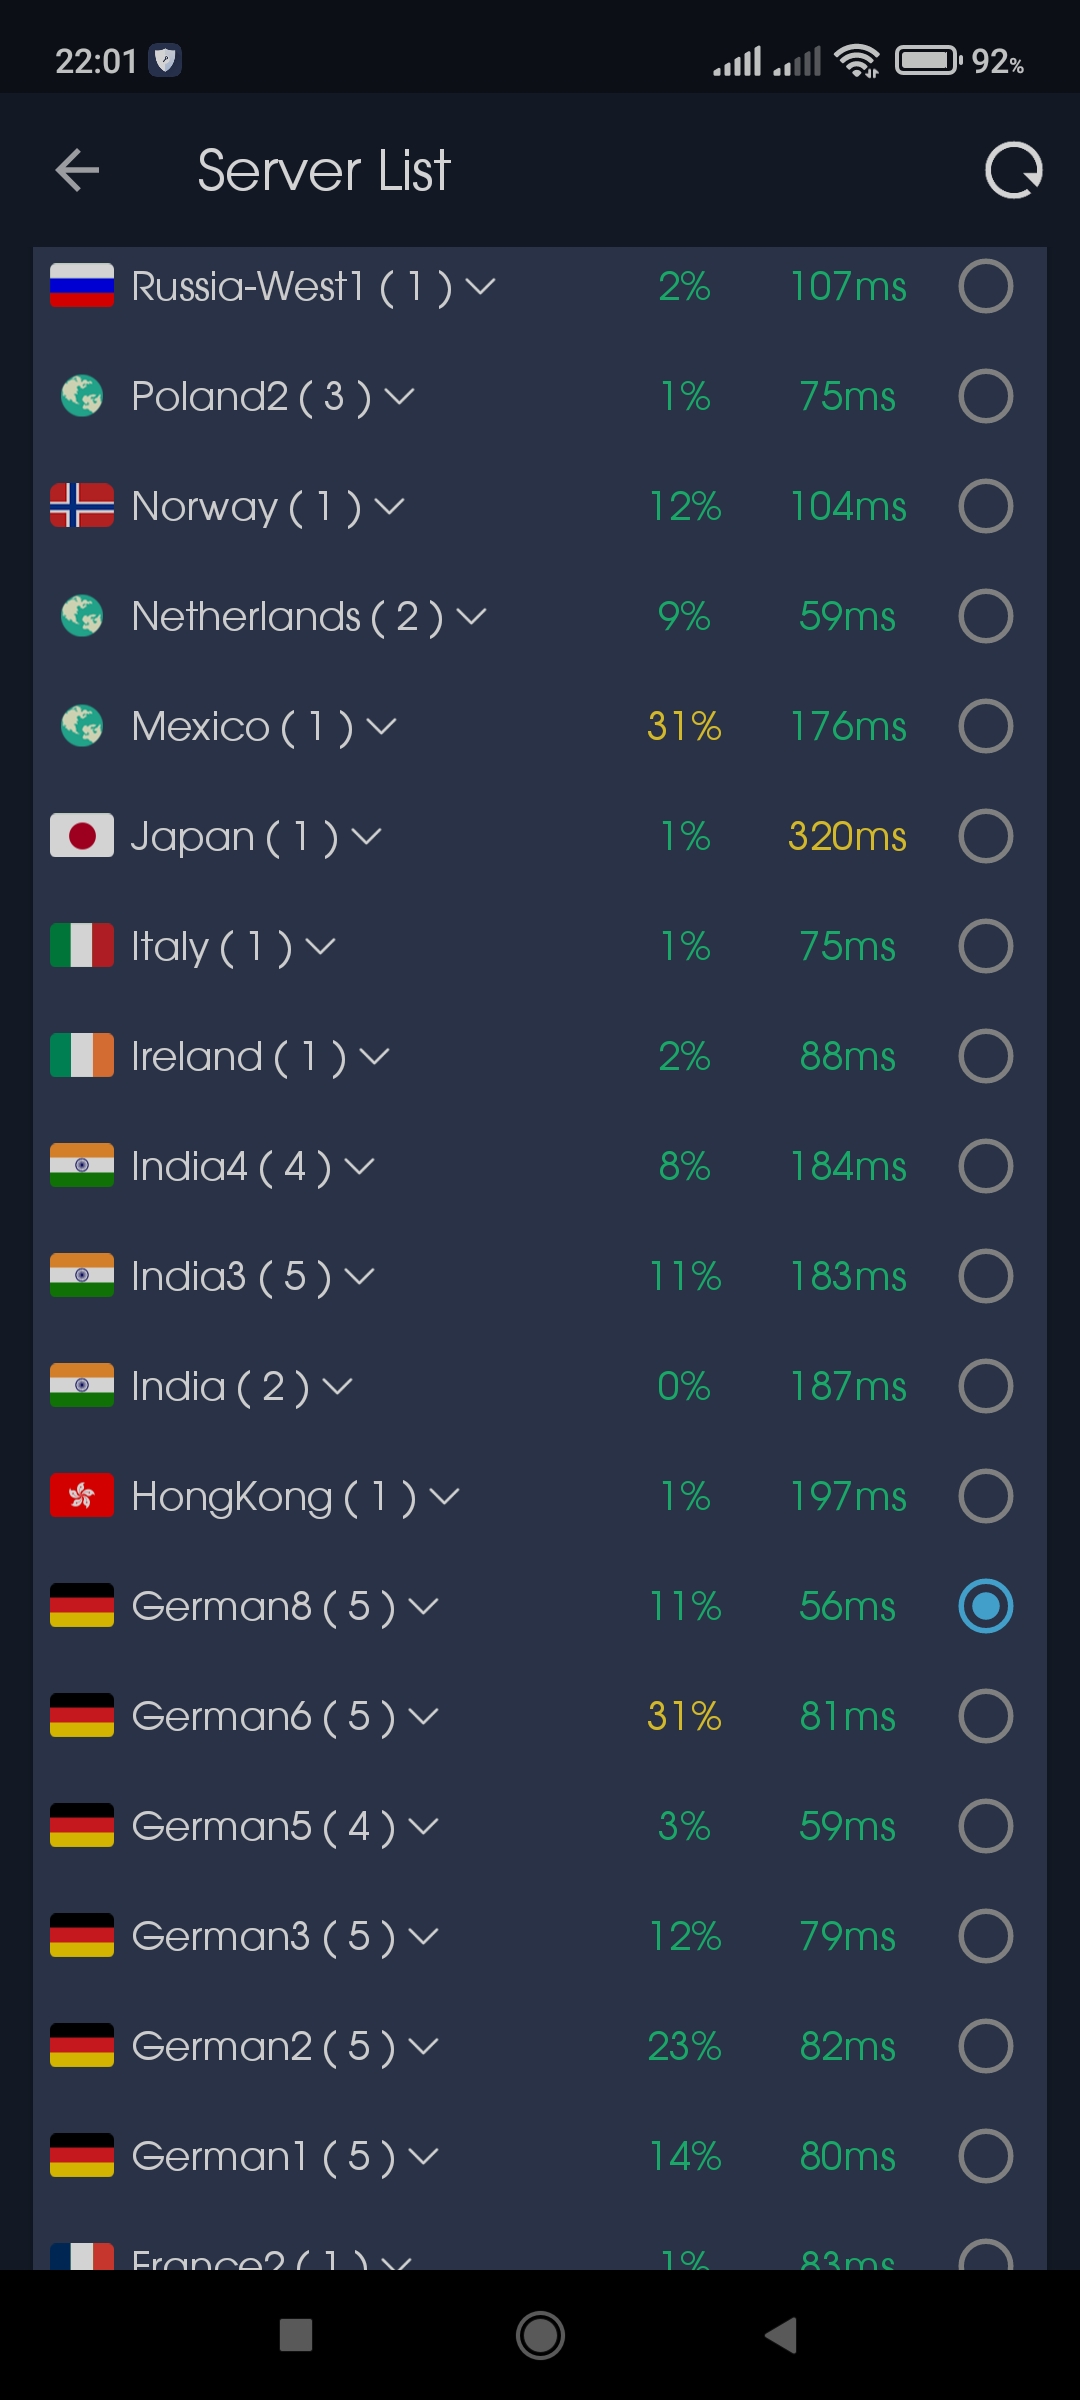 22:01 92%
Server List
Russia-West1 ( 1 ) 2% 107ms
Poland2 ( 3 ) 1% 75ms
Norway ( 1 ) 12% 104ms
Netherlands ( 2 ) 9% 59ms
Mexico ( 1 ) 31% 176ms
Japan ( 1 ) 1% 320ms
Italy ( 1 ) 1% 75ms
Ireland ( 1 ) 2% 88ms
India4 ( 4 ) 8% 184ms
India3 ( 5 ) 11% 183ms
India ( 2 ) 0% 187ms
HongKong ( 1 ) 1% 197ms
German8 ( 5 ) 11% 56ms
German6 ( 5 ) 31% 81ms
German5 ( 4 ) 3% 59ms
German3 ( 5 ) 12% 79ms
German2 ( 5 ) 23% 82ms
German1 ( 5 ) 14% 80ms
France2 ( 1 ) 1% 83ms